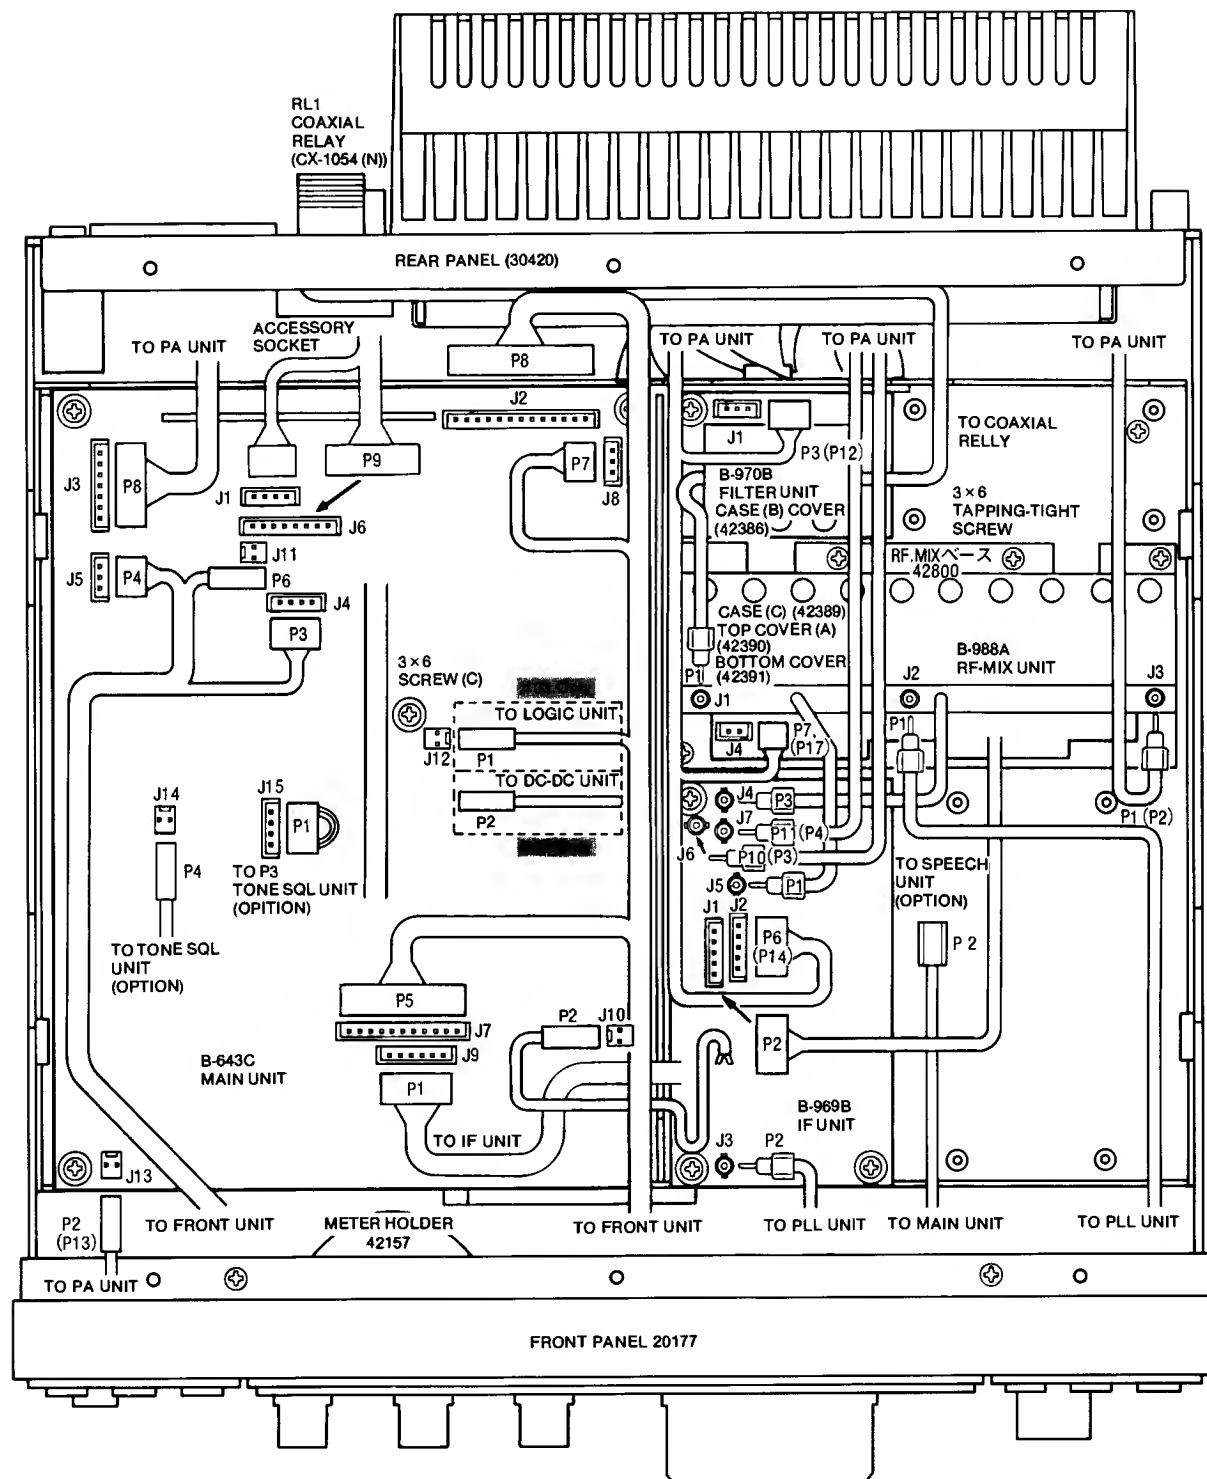 RL1
COAXIAL
RELAY
(CX-1054 (N))
REAR PANEL (30420)
ACCESSORY
SOCKET
TO PA UNIT
P8
TO PA UNIT
TO PA UNIT
TO PA UNIT
J2
J1
TO COAXIAL
RELLY
P3 (P12)
J3
P8
P9
P7
J8
B-970B
FILTER UNIT
CASE (B) COVER
(42386)
3×6
TAPPING-TIGHT
SCREW
J1
J6
J11
RF.MIXベース
42800
J5
P4
P6
J4
P3
CASE (C) (42389)
TOP COVER (A)
(42390)
BOTTOM COVER
(42391)
B-988A
RF-MIX UNIT
3×6
SCREW (C)
P1
J1
J2
J3
TO LOGIC UNIT
J12
P1
J4
P7
(P17)
P1
TO DC-DC UNIT
P2
J14
J15
P1
J4
P3
J7
P11 (P4)
P1 (P2)
J6
P10 (P3)
P4
TO P3
TONE SQL UNIT
(OPITION)
J5
P1
TO SPEECH
UNIT
(OPTION)
J1
J2
P6
(P14)
P2
TO TONE SQL
UNIT
(OPTION)
P5
J7
J9
P2
J10
P2
B-643C
MAIN UNIT
P1
TO IF UNIT
B-969B
IF UNIT
J3
P2
J13
P2
(P13)
TO FRONT UNIT
METER HOLDER
42157
TO FRONT UNIT
TO PLL UNIT
TO MAIN UNIT
TO PLL UNIT
TO PA UNIT
FRONT PANEL 20177